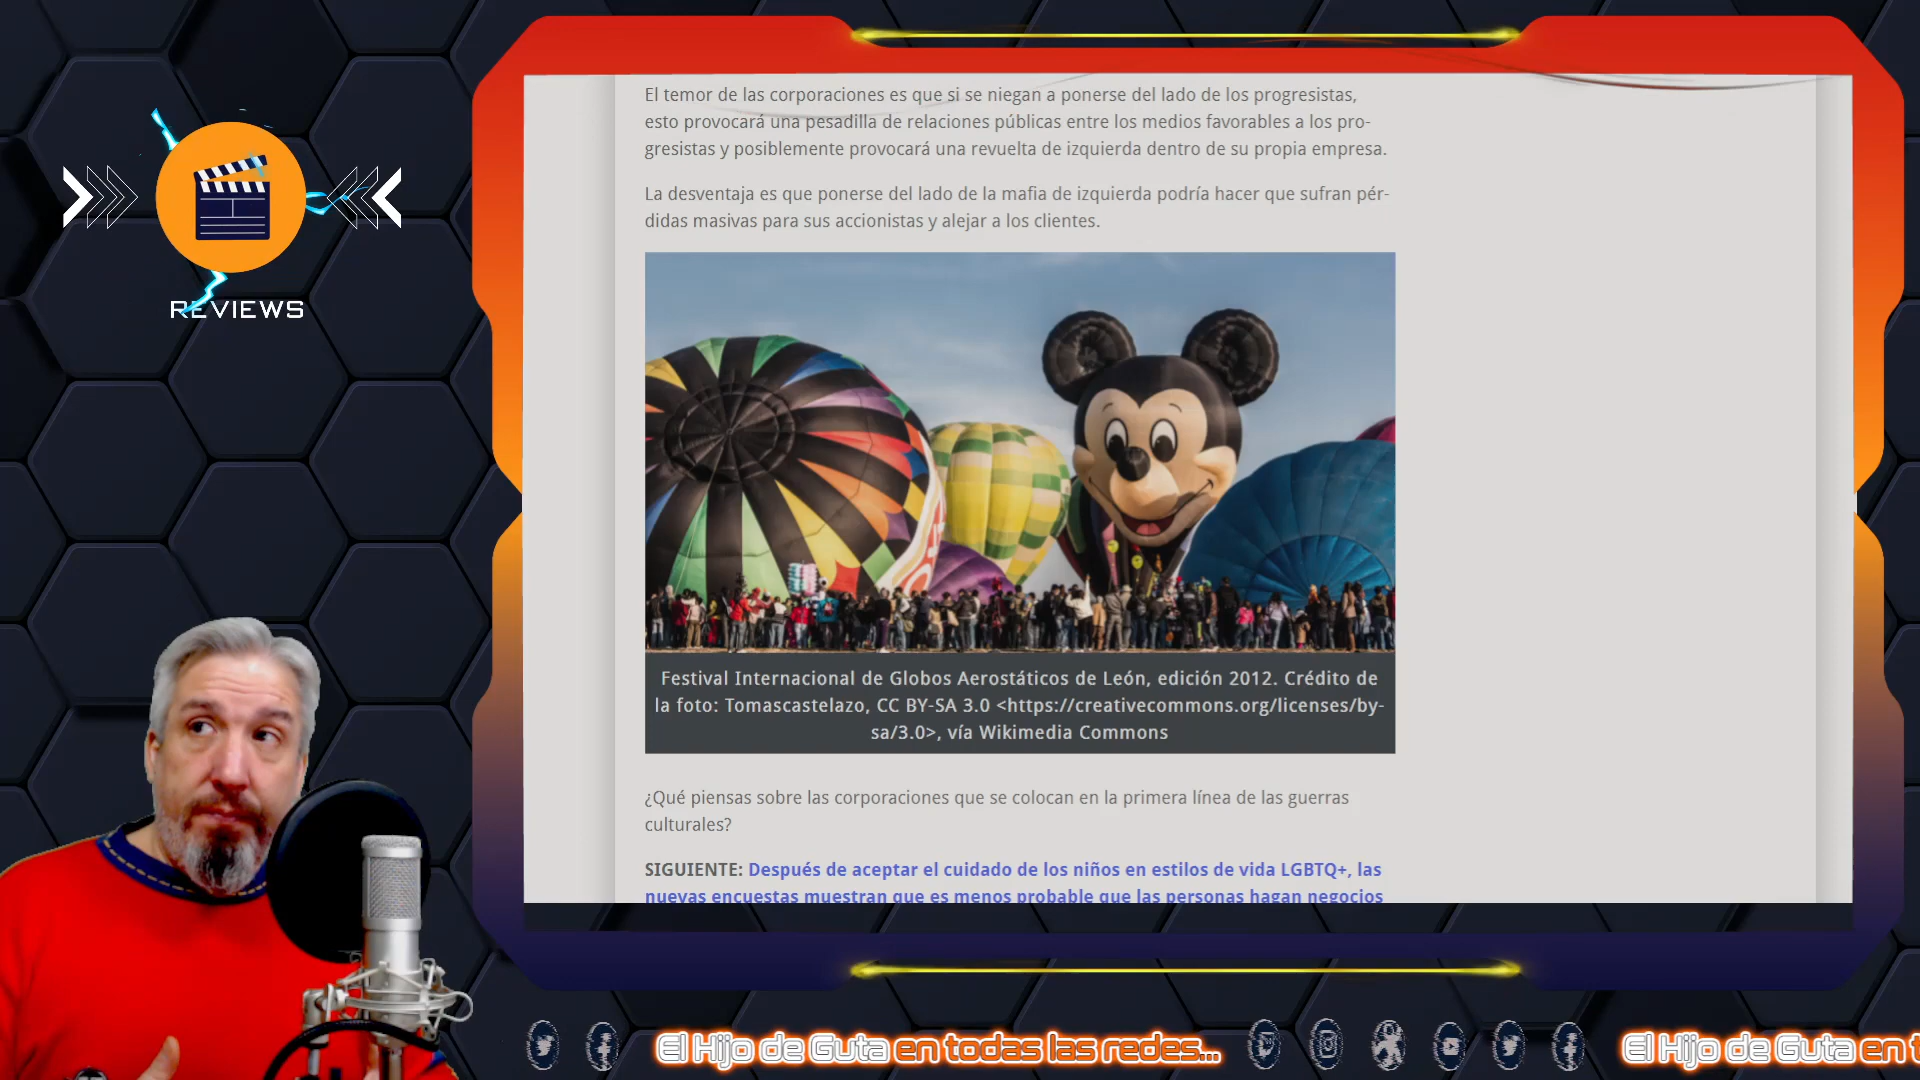 El temor de las corporaciones es que si se niegan a ponerse del lado de los progresistas,
esto provocará una pesadilla de relaciones públicas entre los medios favorables a los pro-
gresistas y posiblemente provocará una revuelta de izquierda dentro de su propia empresa.
La desventaja es que ponerse del lado de la mafia de izquierda podría hacer que sufran pér-
didas masivas para sus accionistas y alejar a los clientes.
REVIEWS
Festival Internacional de Globos Aerostáticos de León, edición 2012. Crédito de
la foto: Tomascastelazo, CC BY-SA 3.0 <https://creativecommons.org/licenses/by-
sa/3.0>, vía Wikimedia Commons
¿Qué piensas sobre las corporaciones que se colocan en la primera línea de las guerras
culturales?
SIGUIENTE: Después de aceptar el cuidado de los niños en estilos de vida LGBTQ+, las
nuevas encuestas muestran que es menos probable que las personas hagan negocios
El Hijo de Guta en todas las redes...
El Hijo de Guta en t